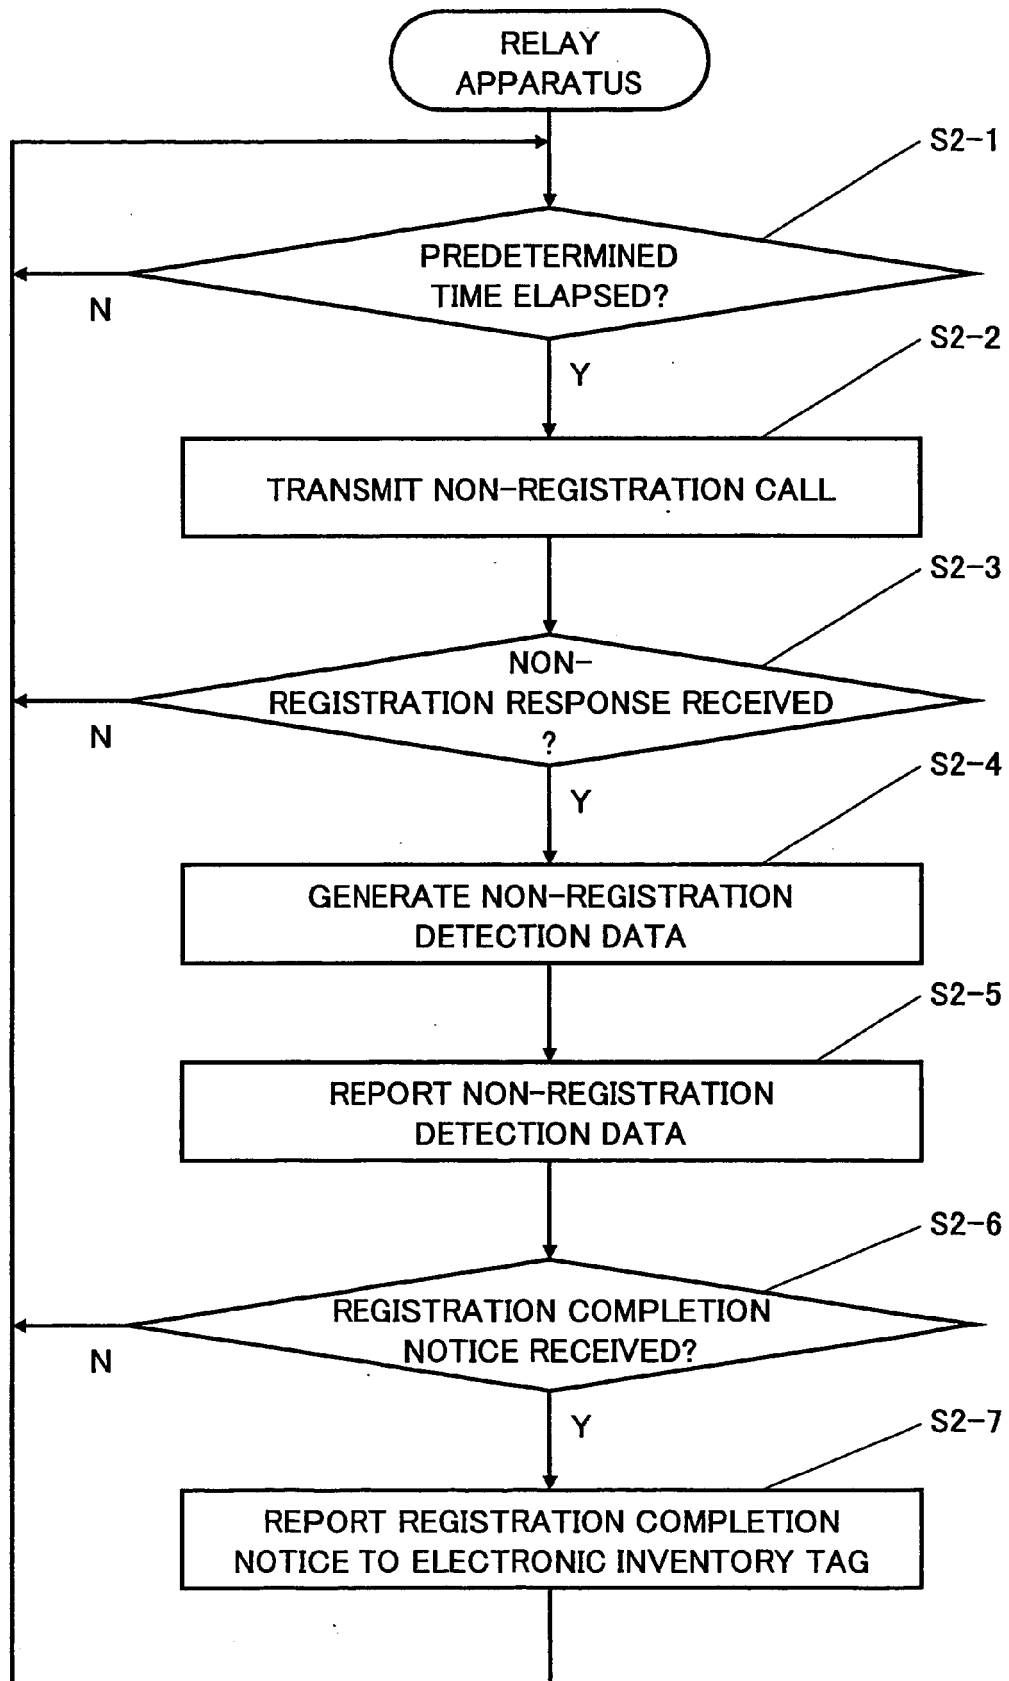 RELAY
APPARATUS
S2-1
PREDETERMINED
TIME ELAPSED?
N
S2-2
Y
TRANSMIT NON-REGISTRATION CALL
S2-3
NON-
REGISTRATION RESPONSE RECEIVED
?
N
S2-4
Y
GENERATE NON-REGISTRATION
DETECTION DATA
S2-5
REPORT NON-REGISTRATION
DETECTION DATA
S2-6
REGISTRATION COMPLETION
NOTICE RECEIVED?
N
S2-7
Y
REPORT REGISTRATION COMPLETION
NOTICE TO ELECTRONIC INVENTORY TAG